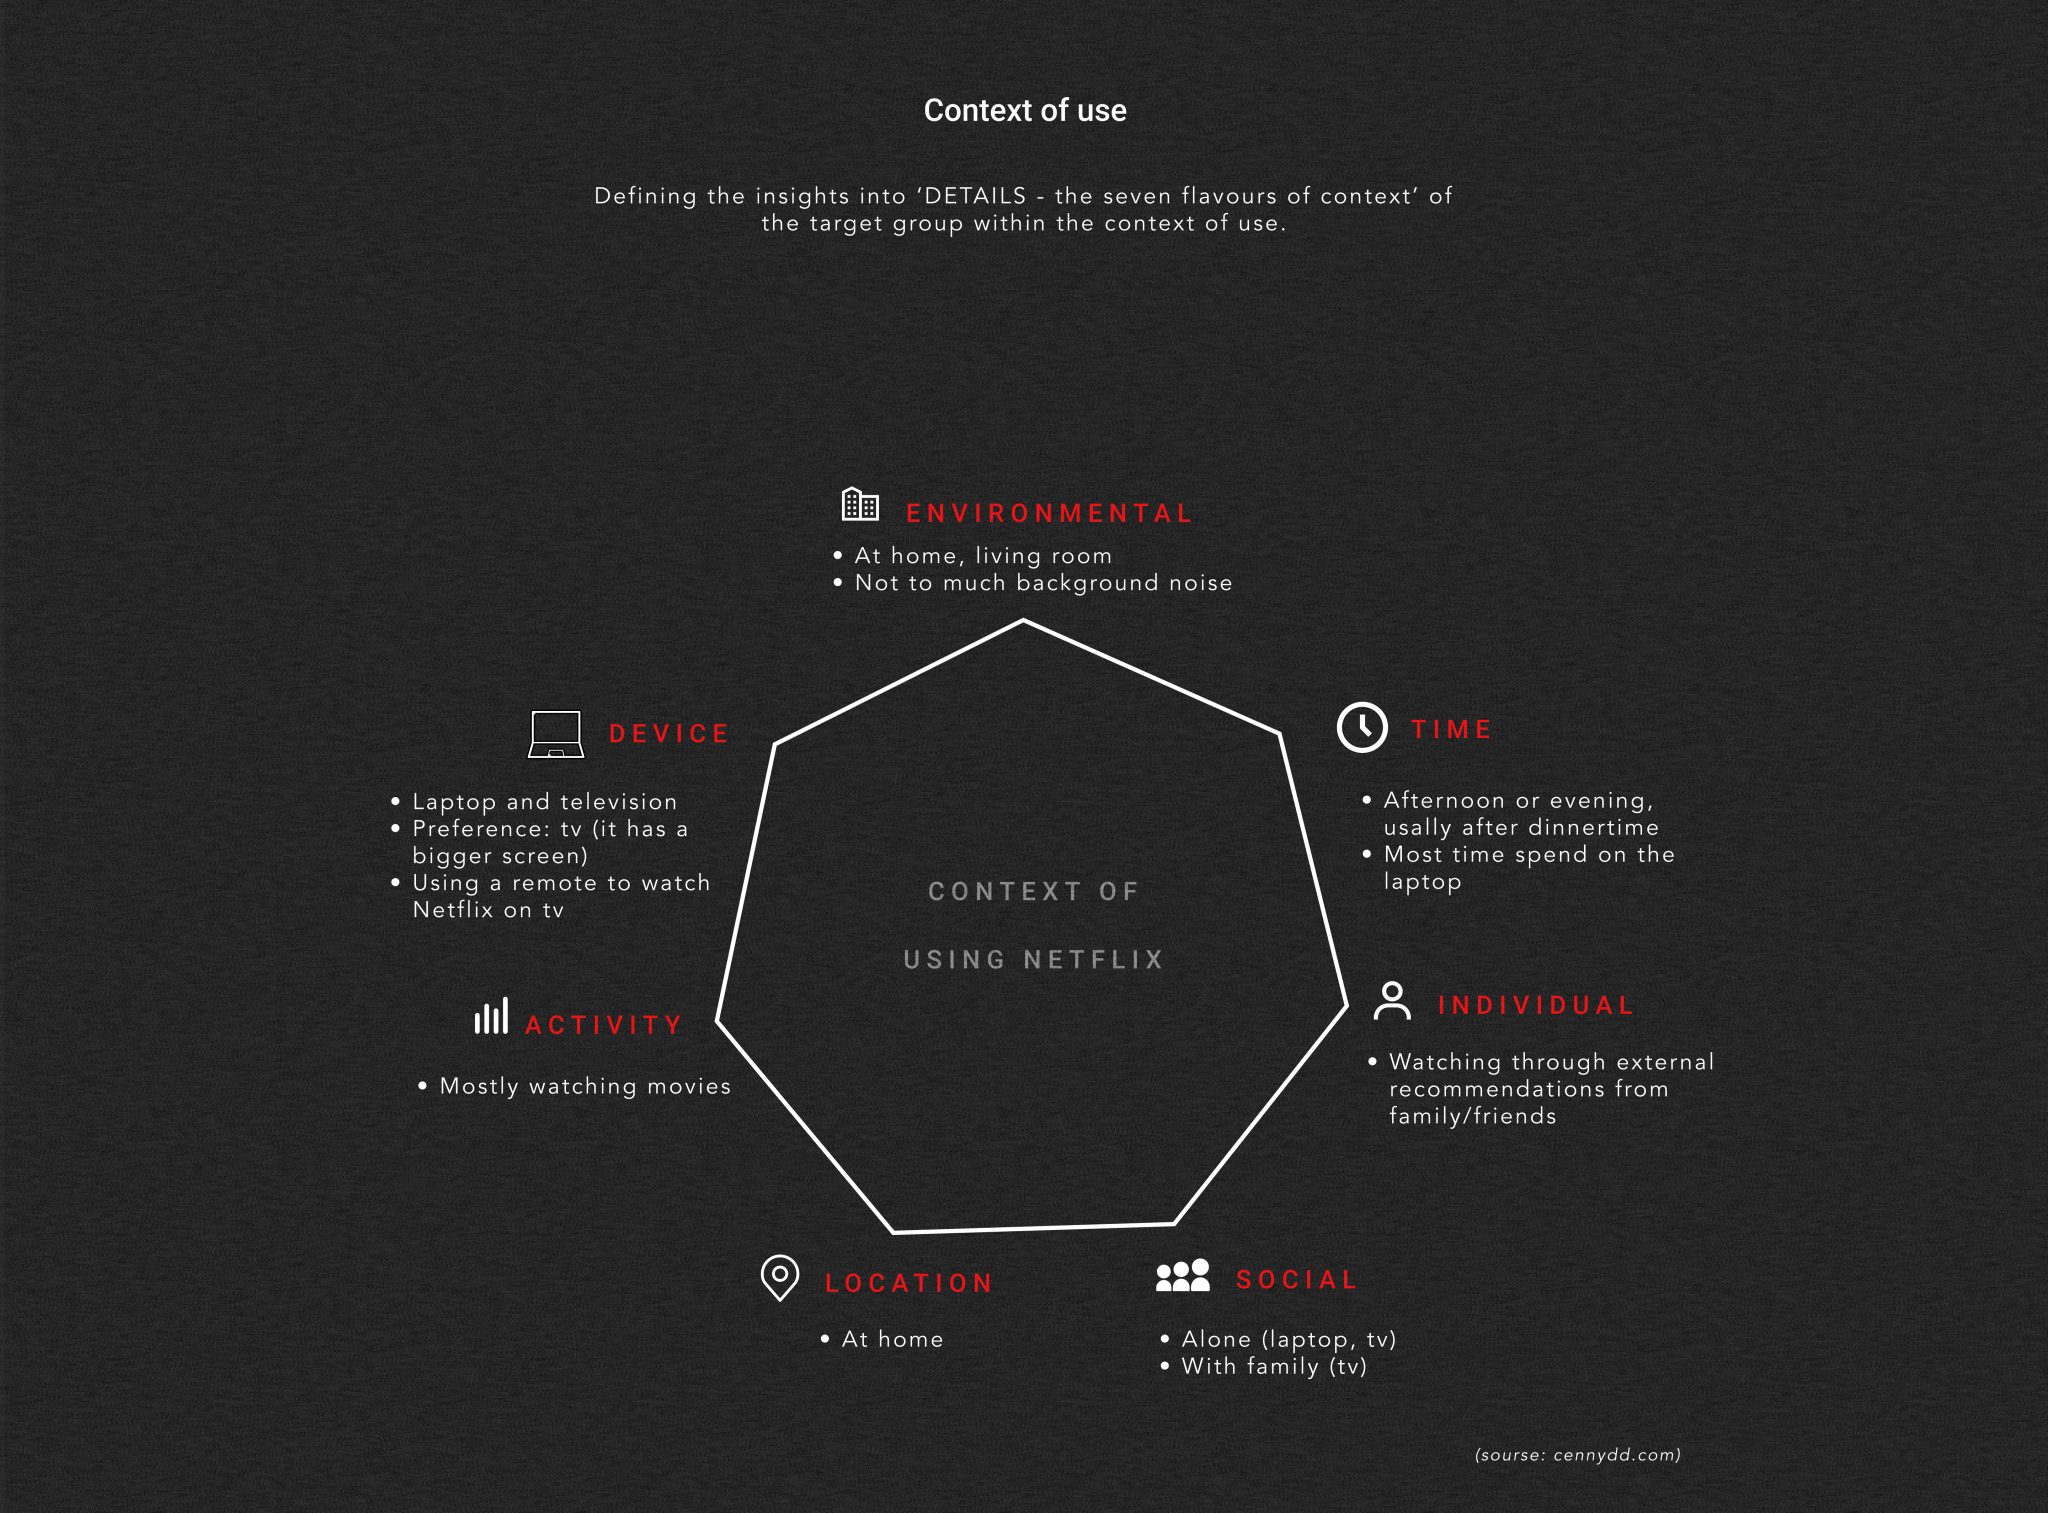 Context of use
Defining the insights into ‘DETAILS - the seven flavours of context’ of
the target group within the context of use.
ENVIRONMENTAL
• At home, living room
• Not to much background noise
DEVICE
• Laptop and television
• Preference: tv (it has a
bigger screen)
• Using a remote to watch
Netflix on tv
TIME
• Afternoon or evening,
usally after dinnertime
• Most time spend on the
laptop
CONTEXT OF
USING NETFLIX
ACTIVITY
• Mostly watching movies
INDIVIDUAL
• Watching through external
recommendations from
family/friends
LOCATION
• At home
SOCIAL
• Alone (laptop, tv)
• With family (tv)
(sourse: cennydd.com)